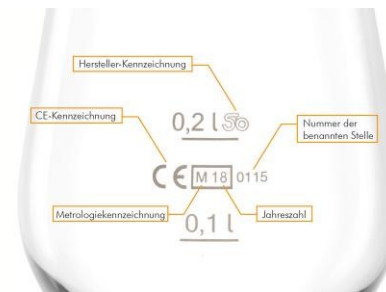 Hersteller-Kennzeichnung
0,2 l
CE-Kennzeichnung
Nummer der
benannten Stelle
CE M 18 0115
Metrologiekennzeichnung
Jahreszahl
0,1 l